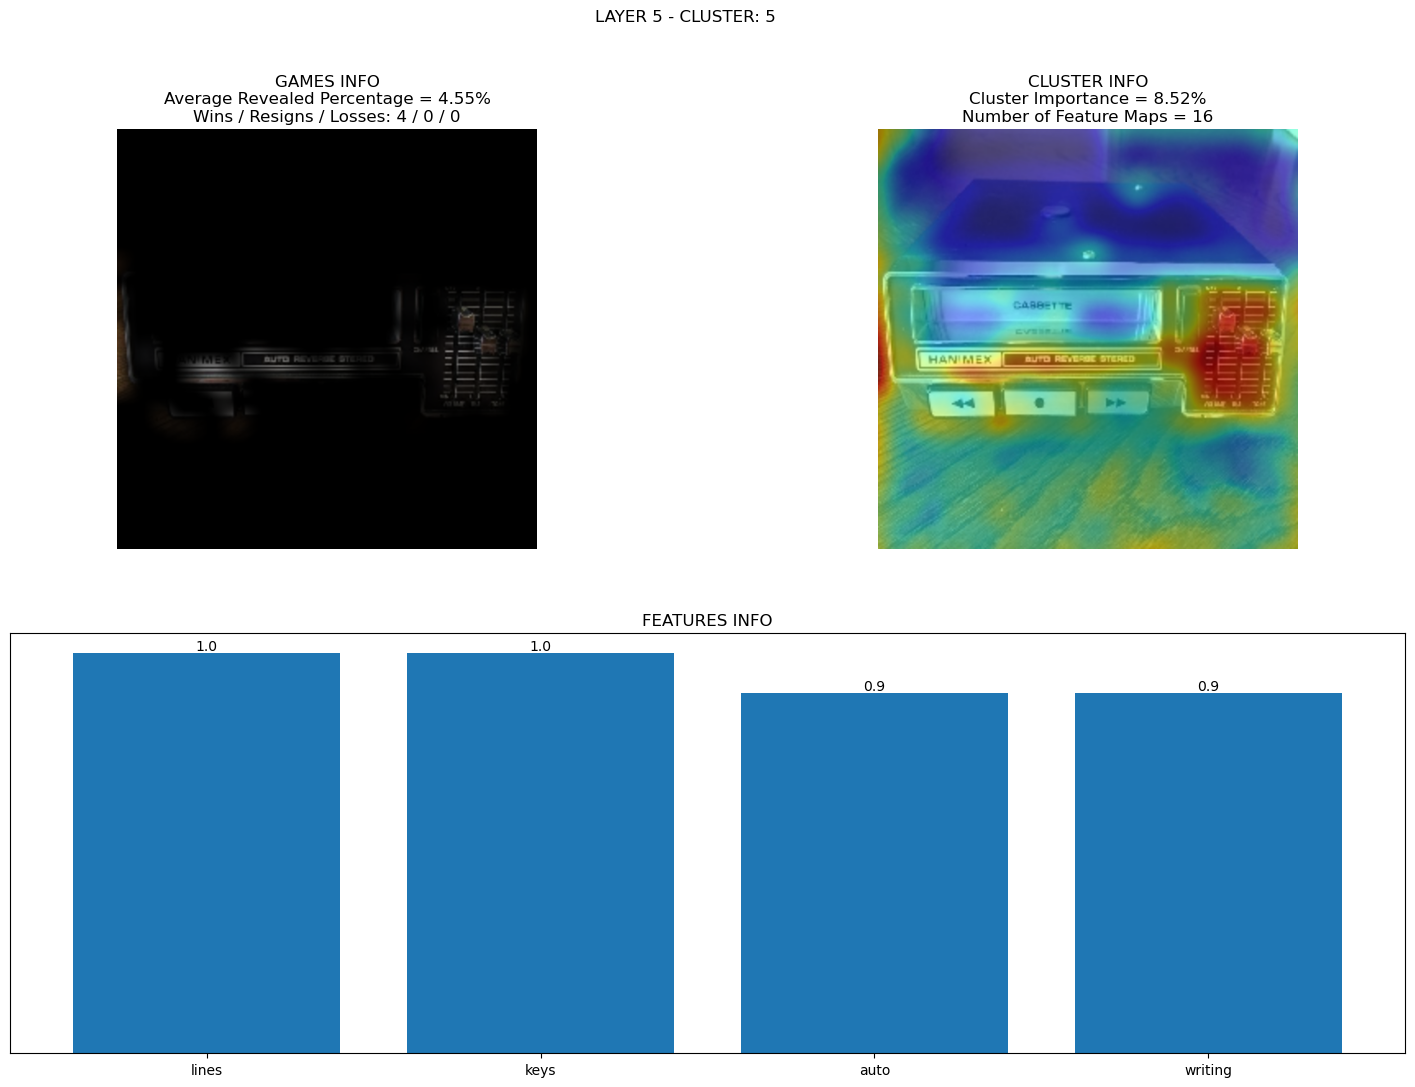 LAYER 5 - CLUSTER: 5
GAMES INFO
Average Revealed Percentage = 4.55%
Wins / Resigns / Losses: 4 / 0 / 0
HANIMEX AUTO REVERSE STEREO
CLUSTER INFO
Cluster Importance = 8.52%
Number of Feature Maps = 16
CASSETTE
HANIMEX AUTO REVERSE STEREO
FEATURES INFO
1.0 1.0 0.9 0.9
lines keys auto writing